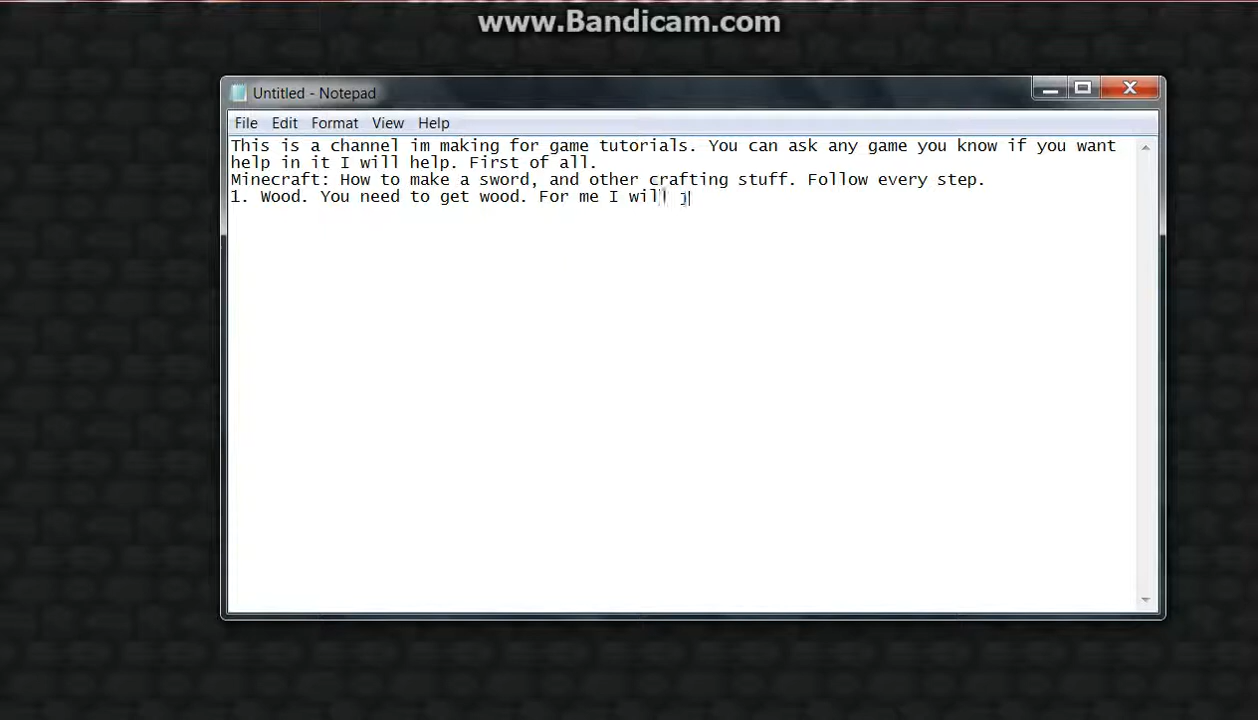 www.Bandicam.com
Untitled - Notepad
File Edit Format View Help
This is a channel im making for game tutorials. You can ask any game you know if you want
help in it I will help. First of all.
Minecraft: How to make a sword, and other crafting stuff. Follow every step.
1. Wood. You need to get wood. For me I will j